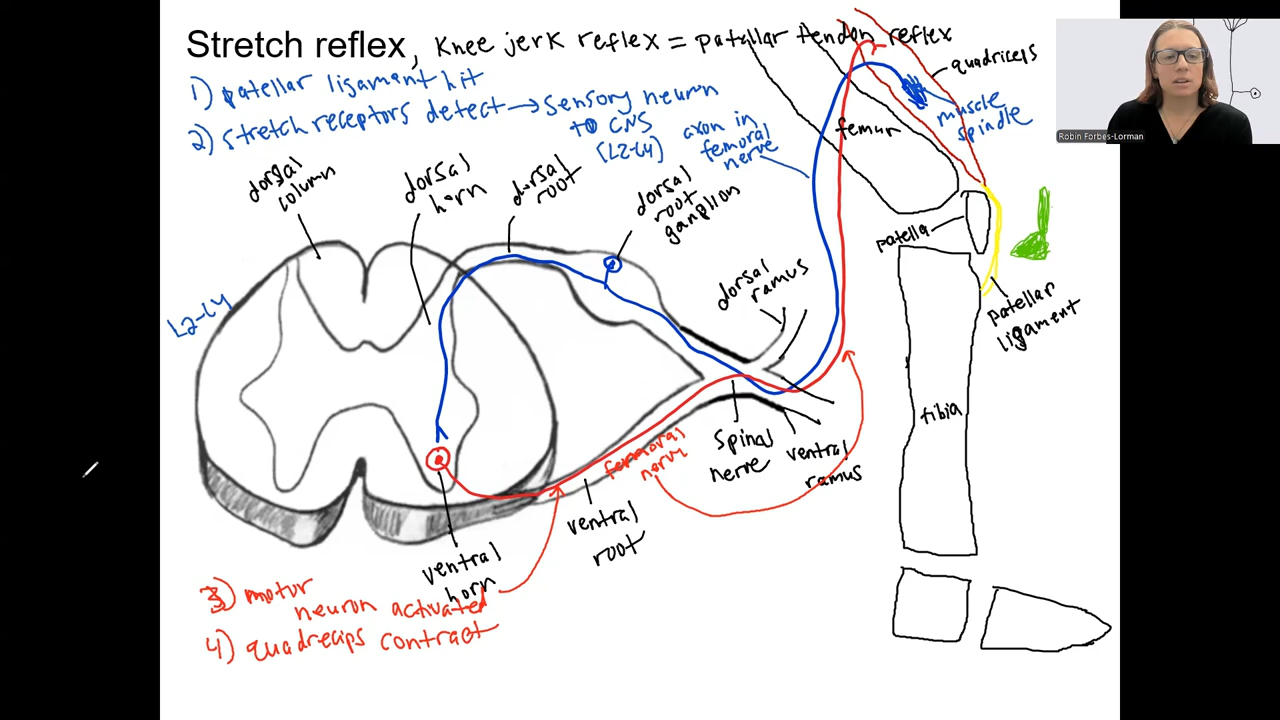 Stretch reflex, Knee jerk reflex = patellar tendon reflex
1) patellar ligament hit
2) stretch receptors detect → sensory neuron
to CNS
(L2-L4)
axon in
femoral
nerve
quadriceps
muscle
spindle
Robin Forbes-Lorman
femur
dorsal
column
dorsal
horn
dorsal
root
dorsal
root
ganglion
patella
dorsal
ramus
L2-L4
patellar
ligament
tibia
spinal
nerve
ventral
ramus
femoral
nerve
ventral
root
ventral
horn
3) motor
neuron activated
4) quadreceips contract